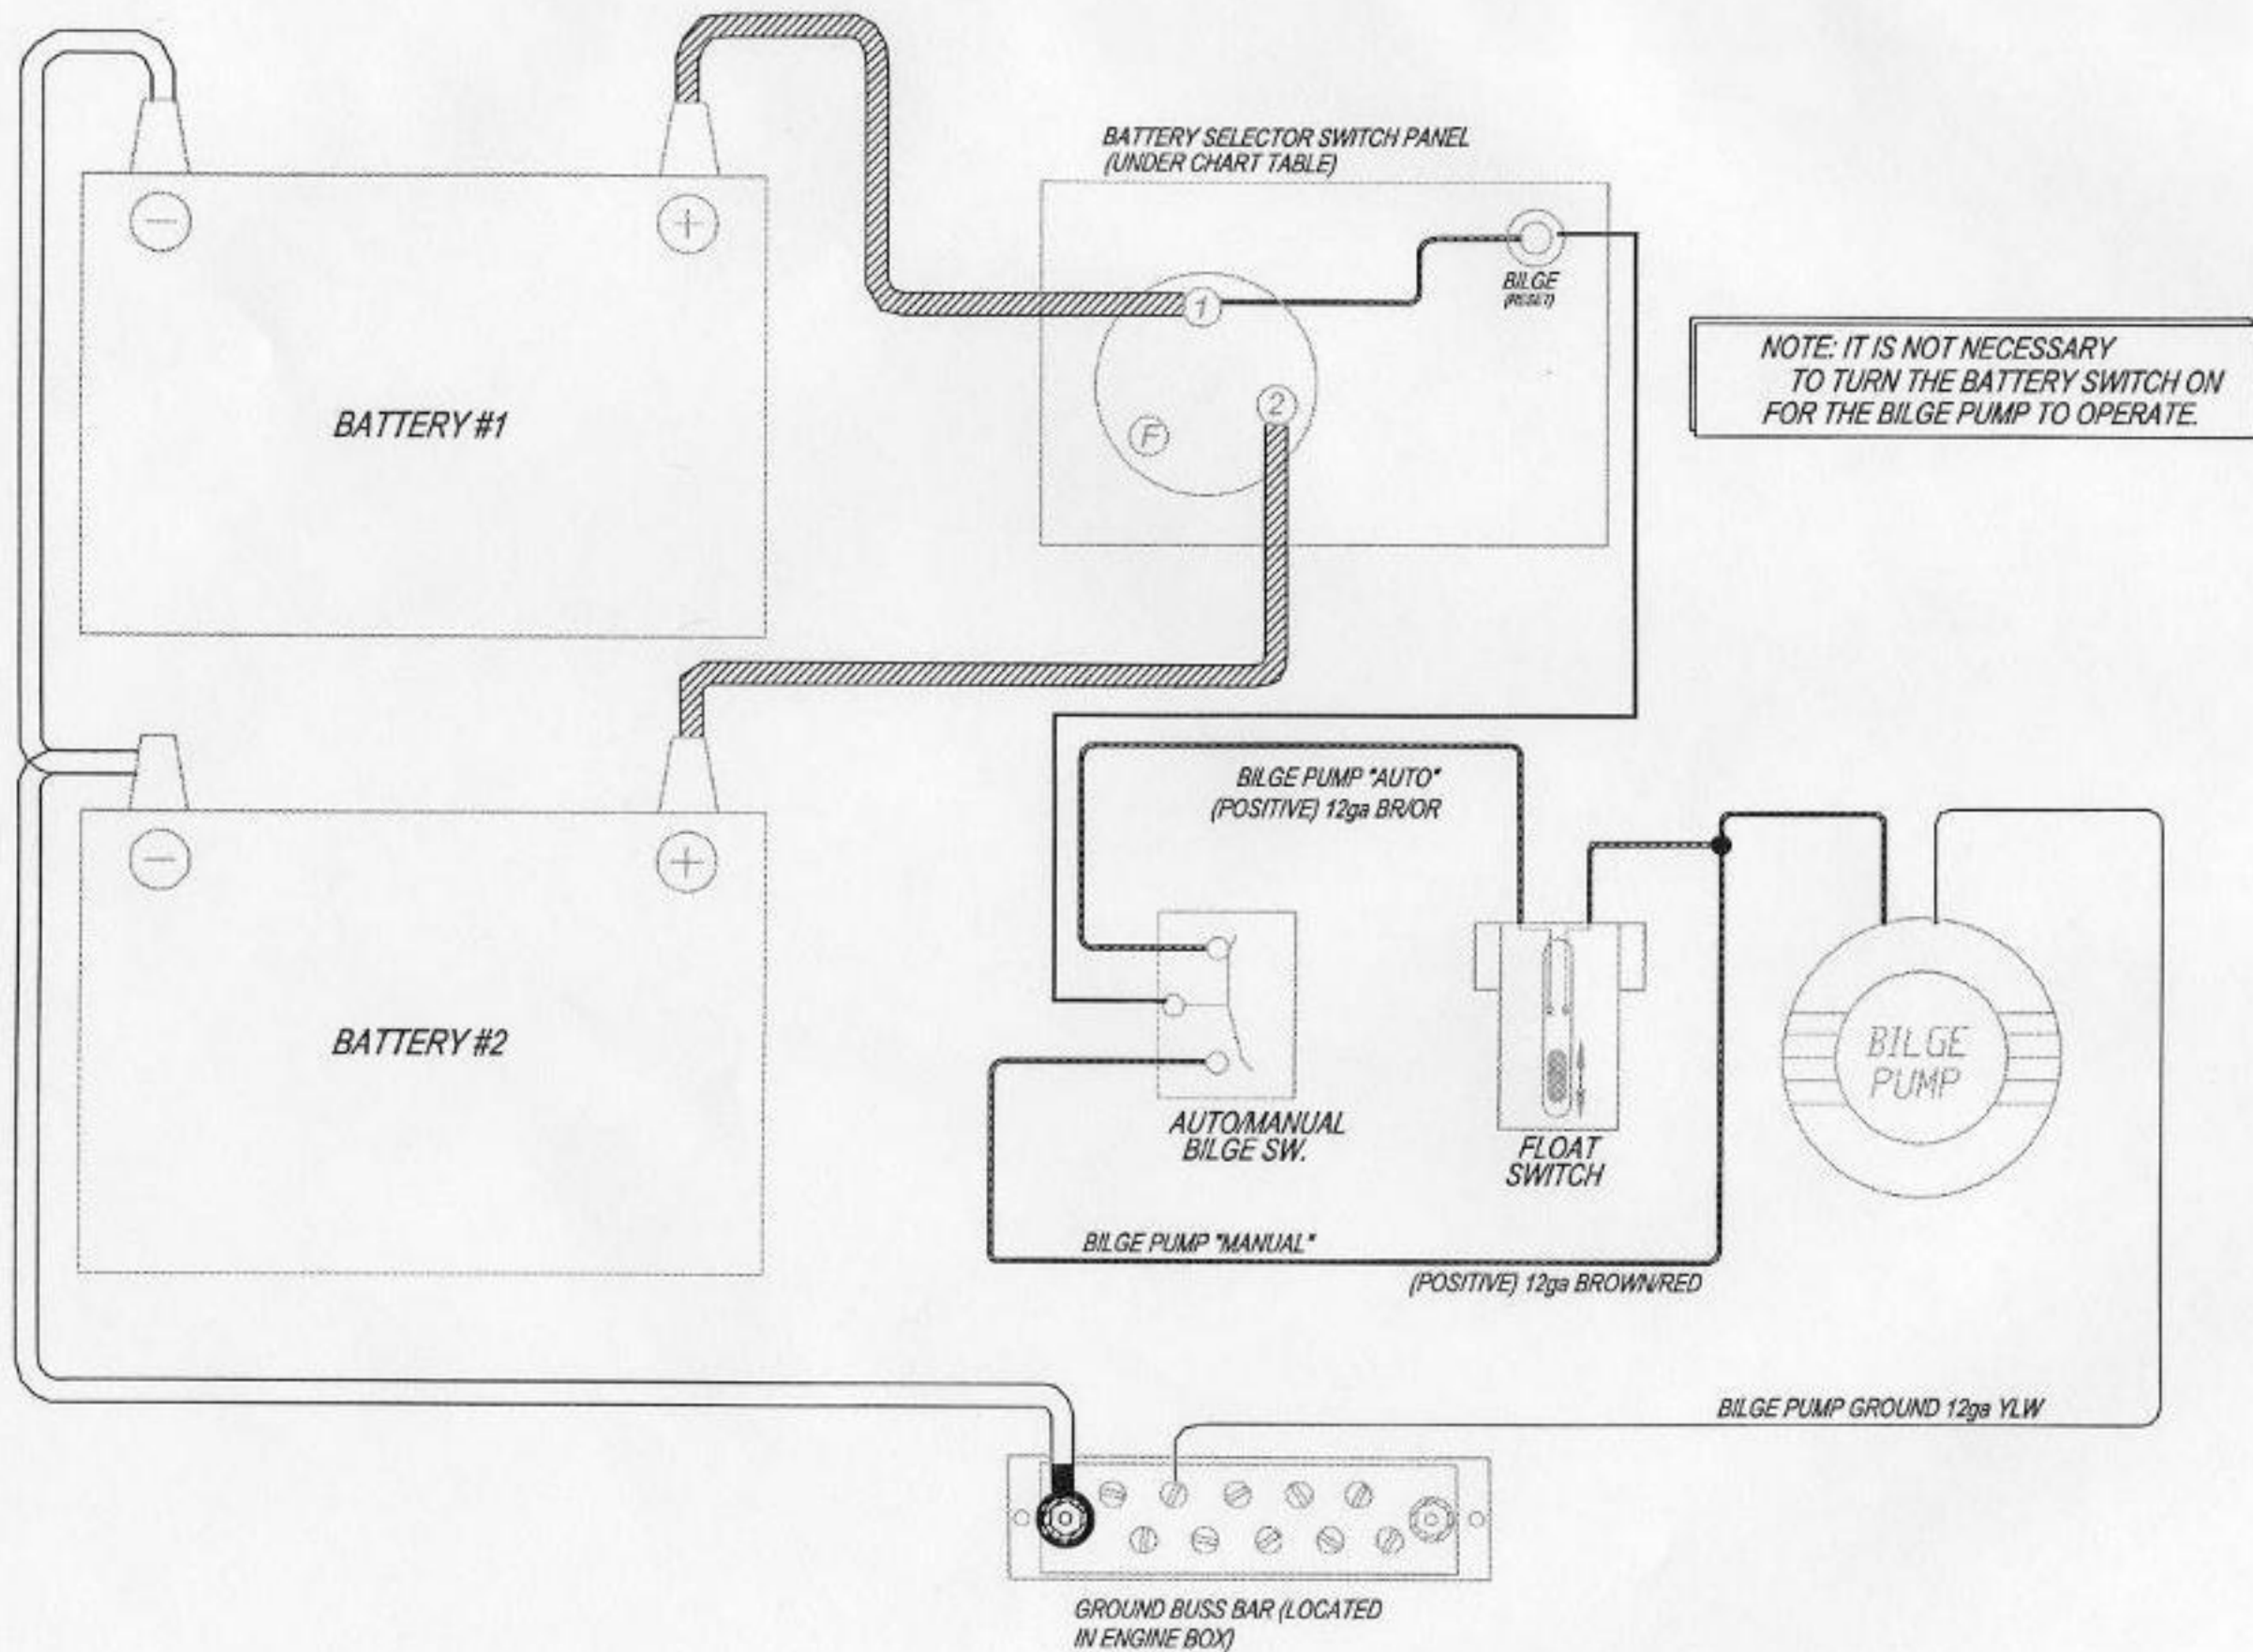 BATTERY SELECTOR SWITCH PANEL
(UNDER CHART TABLE)
BILGE
(RESET)
1
2
F
BATTERY #1
NOTE: IT IS NOT NECESSARY
TO TURN THE BATTERY SWITCH ON
FOR THE BILGE PUMP TO OPERATE.
BILGE PUMP "AUTO"
(POSITIVE) 12ga BR/OR
BATTERY #2
BILGE
PUMP
AUTO/MANUAL
BILGE SW.
FLOAT
SWITCH
BILGE PUMP "MANUAL"
(POSITIVE) 12ga BROWN/RED
BILGE PUMP GROUND 12ga YLW
GROUND BUSS BAR (LOCATED
IN ENGINE BOX)